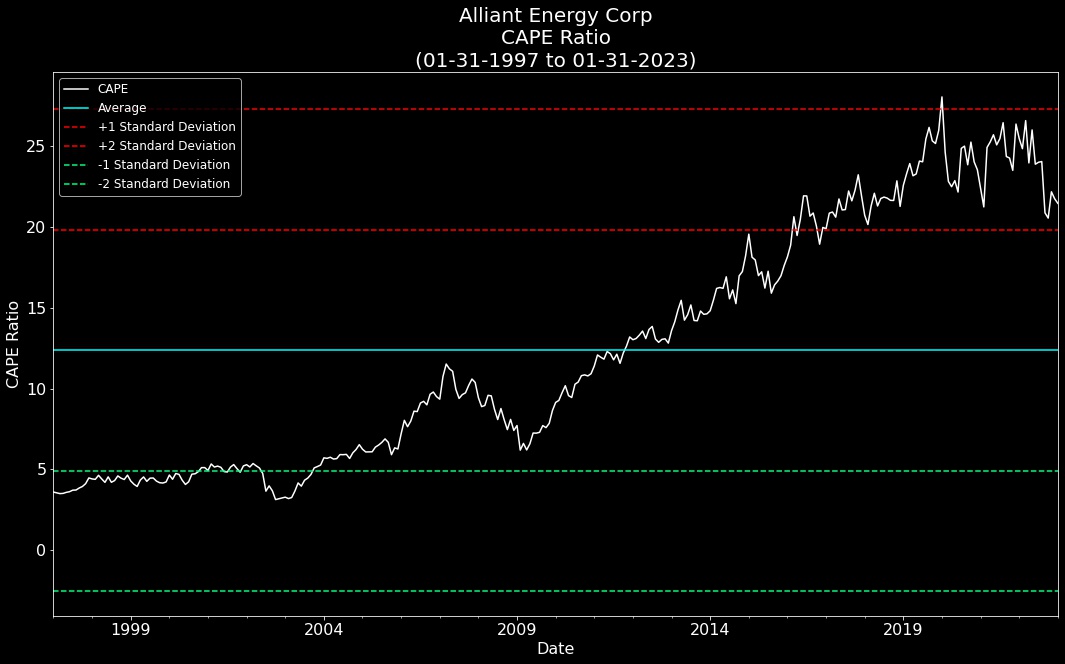 Alliant Energy Corp
CAPE Ratio
(01-31-1997 to 01-31-2023)
CAPE
Average
+1 Standard Deviation
+2 Standard Deviation
-1 Standard Deviation
-2 Standard Deviation
CAPE Ratio
25
20
15
10
5
0
1999
2004
2009
2014
2019
Date